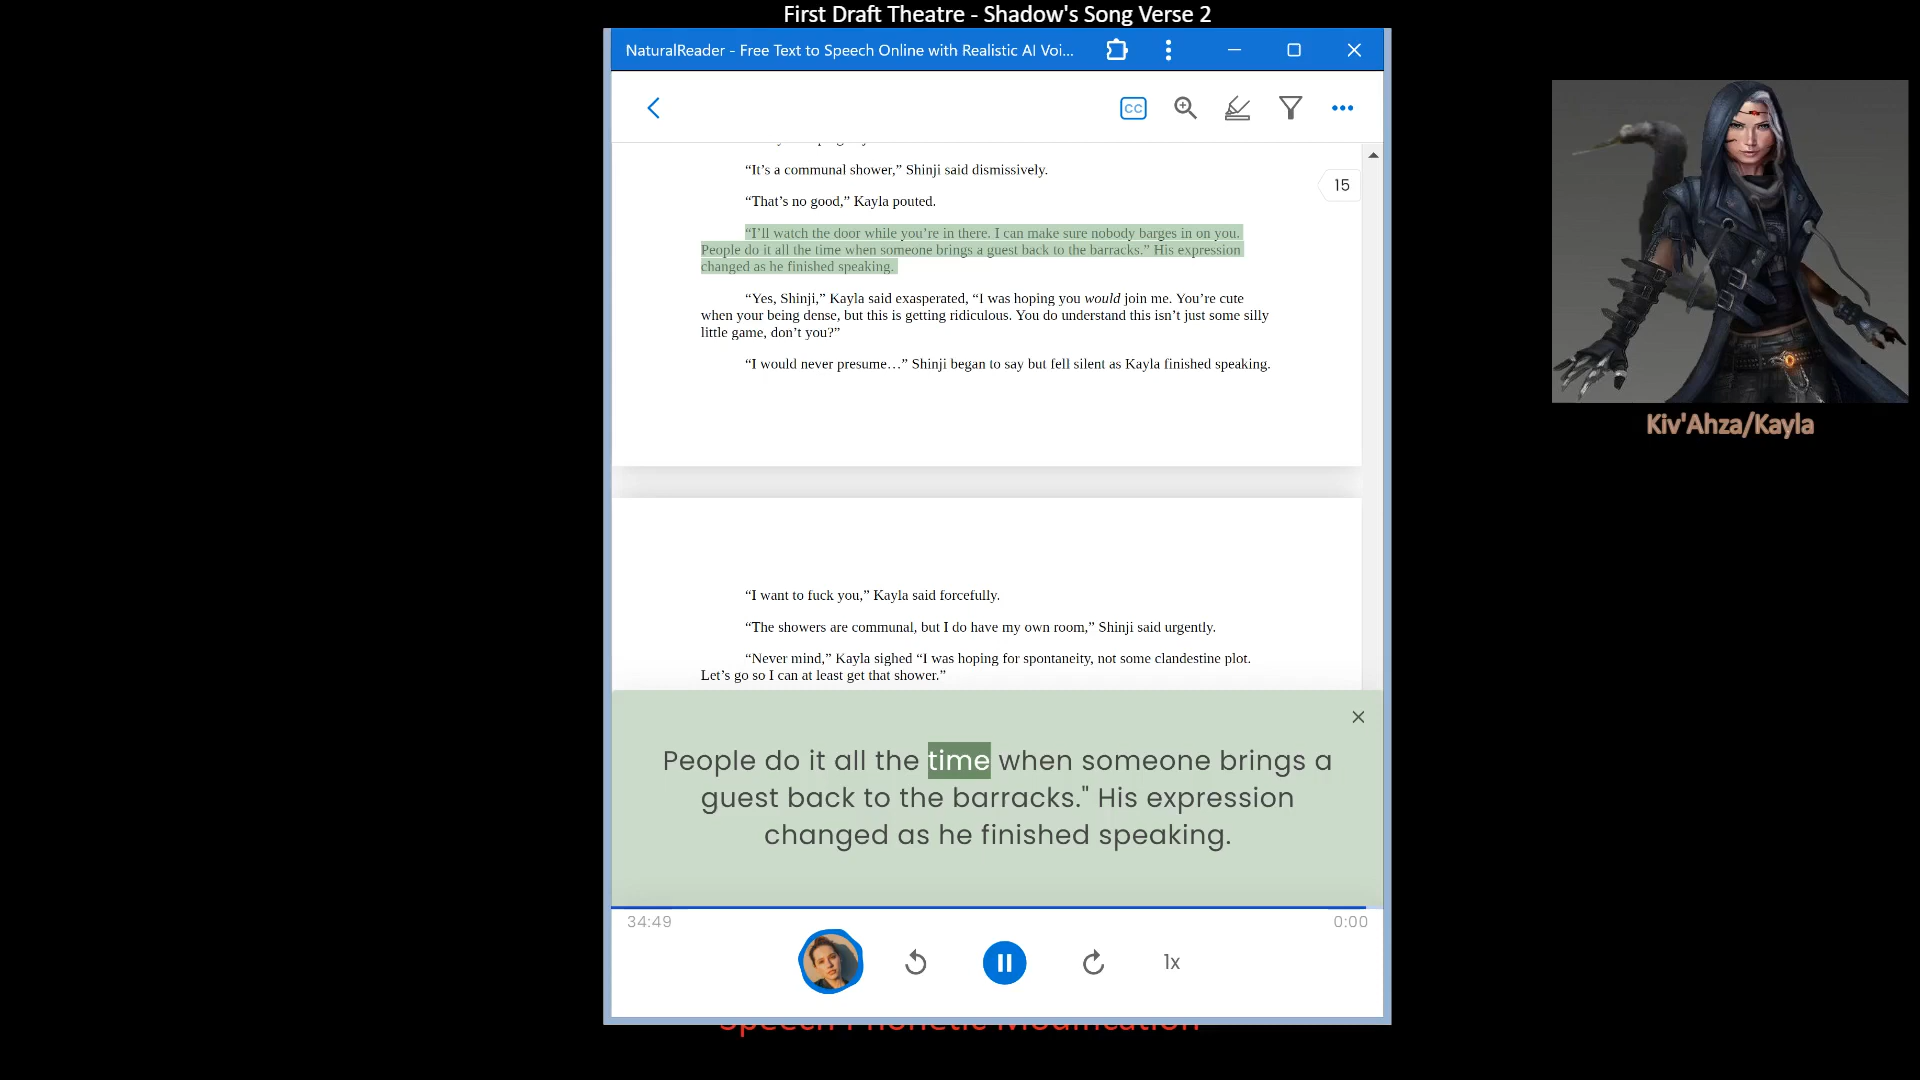 First Draft Theatre - Shadow's Song Verse 2
NaturalReader - Free Text to Speech Online with Realistic AI Voi...
CC
15
“It’s a communal shower,” Shinji said dismissively.
“That’s no good,” Kayla pouted.
“I’ll watch the door while you’re in there. I can make sure nobody barges in on you.
People do it all the time when someone brings a guest back to the barracks.” His expression
changed as he finished speaking.
“Yes, Shinji,” Kayla said exasperated, “I was hoping you would join me. You’re cute
when your being dense, but this is getting ridiculous. You do understand this isn’t just some silly
little game, don’t you?”
“I would never presume…” Shinji began to say but fell silent as Kayla finished speaking.
“I want to fuck you,” Kayla said forcefully.
“The showers are communal, but I do have my own room,” Shinji said urgently.
“Never mind,” Kayla sighed “I was hoping for spontaneity, not some clandestine plot.
Let’s go so I can at least get that shower.”
People do it all the time when someone brings a
guest back to the barracks." His expression
changed as he finished speaking.
34:49
0:00
1x
Speech Phonetic Modification
Kiv'Ahza/Kayla